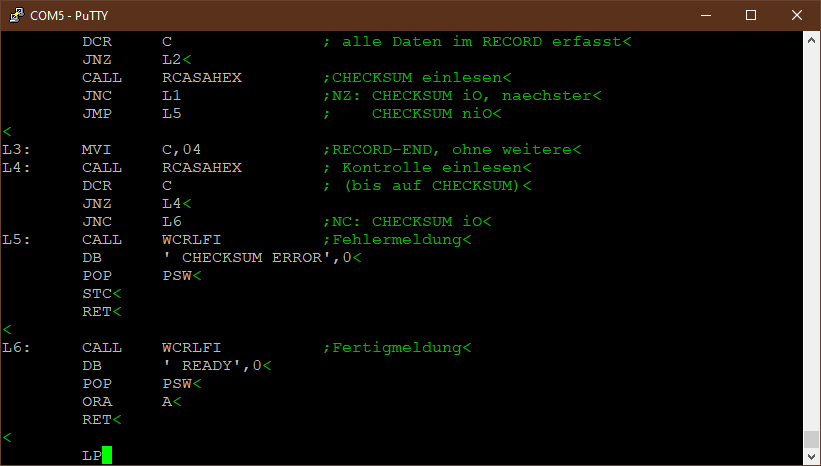 COM5 - PuTTY
        DCR     C               ; alle Daten im RECORD erfasst<
        JNZ     L2<
        CALL    RCASAHEX        ;CHECKSUM einlesen<
        JNC     L1              ;NZ: CHECKSUM iO, naechster<
        JMP     L5              ;    CHECKSUM niO<
<
L3:     MVI     C,04            ;RECORD-END, ohne weitere<
L4:     CALL    RCASAHEX        ; Kontrolle einlesen<
        DCR     C               ; (bis auf CHECKSUM)<
        JNZ     L4<
        JNC     L6              ;NC: CHECKSUM iO<
L5:     CALL    WCRLFI          ;Fehlermeldung<
        DB      ' CHECKSUM ERROR',0<
        POP     PSW<
        STC<
        RET<
<
L6:     CALL    WCRLFI          ;Fertigmeldung<
        DB      ' READY',0<
        POP     PSW<
        ORA     A<
        RET<
<
        LP